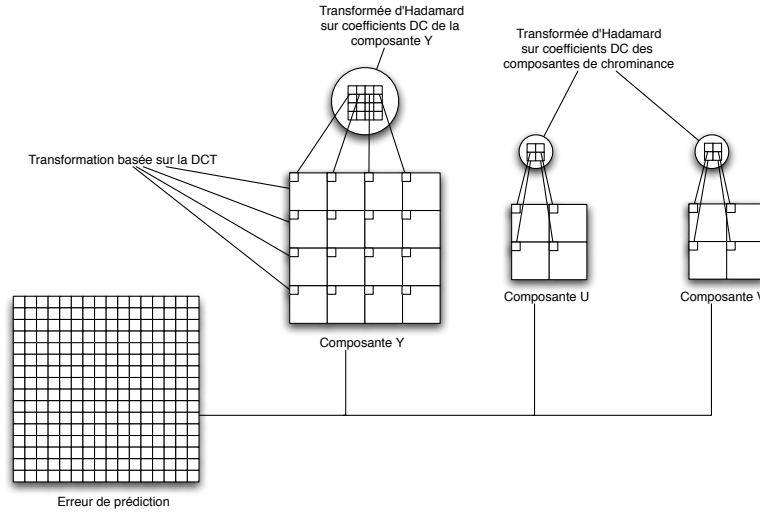 Transformée d'Hadamard
sur coefficients DC de la
composante Y
Transformée d'Hadamard
sur coefficients DC des
composantes de chrominance
Transformation basée sur la DCT
Composante U
Composante V
Composante Y
Erreur de prédiction